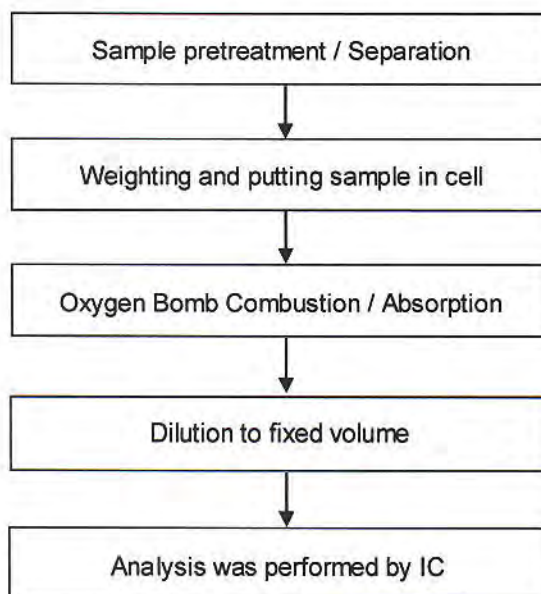 Sample pretreatment / Separation
Weighting and putting sample in cell
Oxygen Bomb Combustion / Absorption
Dilution to fixed volume
Analysis was performed by IC